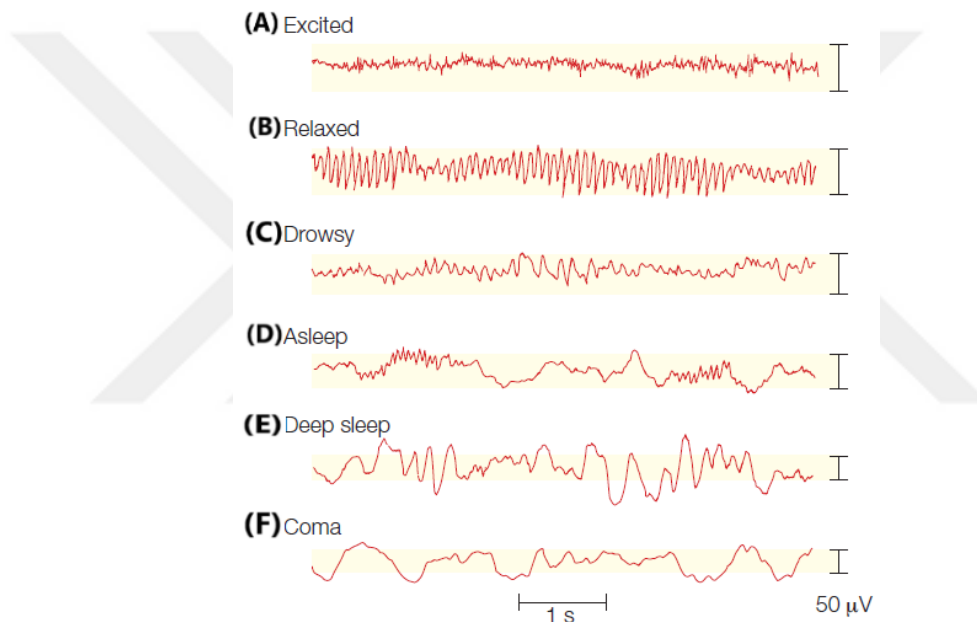 (A) Excited
(B) Relaxed
(C) Drowsy
(D) Asleep
(E) Deep sleep
(F) Coma
1 s
50 μV